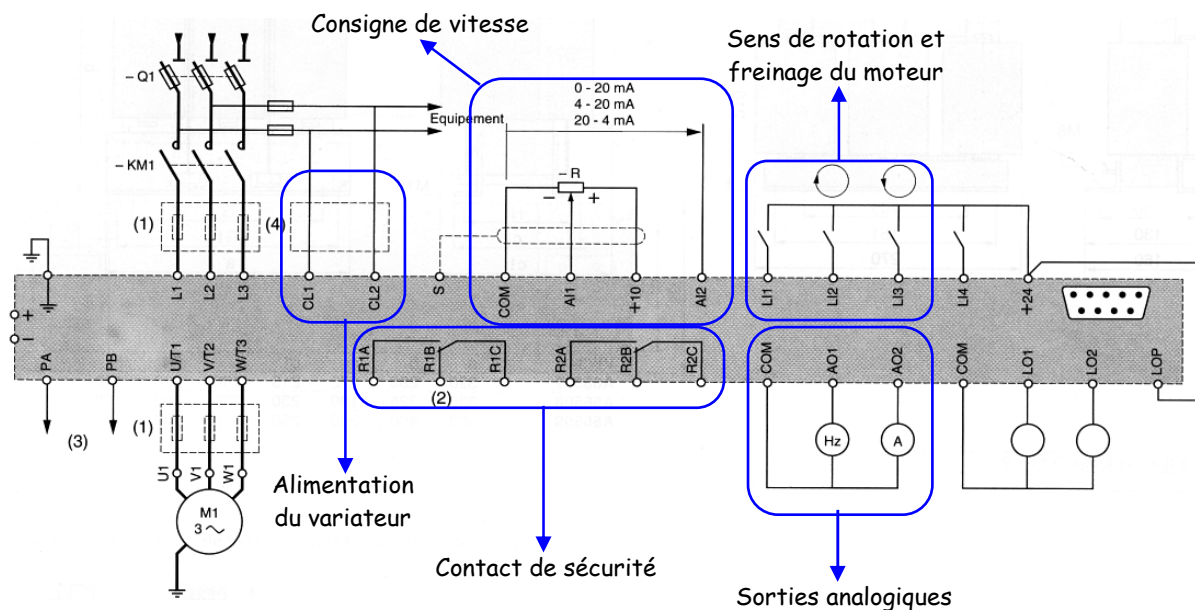 Consigne de vitesse
Sens de rotation et
freinage du moteur
– Q1
0 - 20 mA
4 - 20 mA
20 - 4 mA
Equipement
– KM1
– R
– +
(1)
(4)
L1 L2 L3 CL1 CL2 S COM AI1 +10 AI2 LI1 LI2 LI3 LI4 +24
+
–
PA PB U/T1 V/T2 W/T3 R1A R1B R1C R2A R2B R2C COM AO1 AO2 COM LO1 LO2 LOP
(2)
(3)
(1)
Hz A
U1 V1 W1
M1
3 ~
Alimentation
du variateur
Contact de sécurité
Sorties analogiques